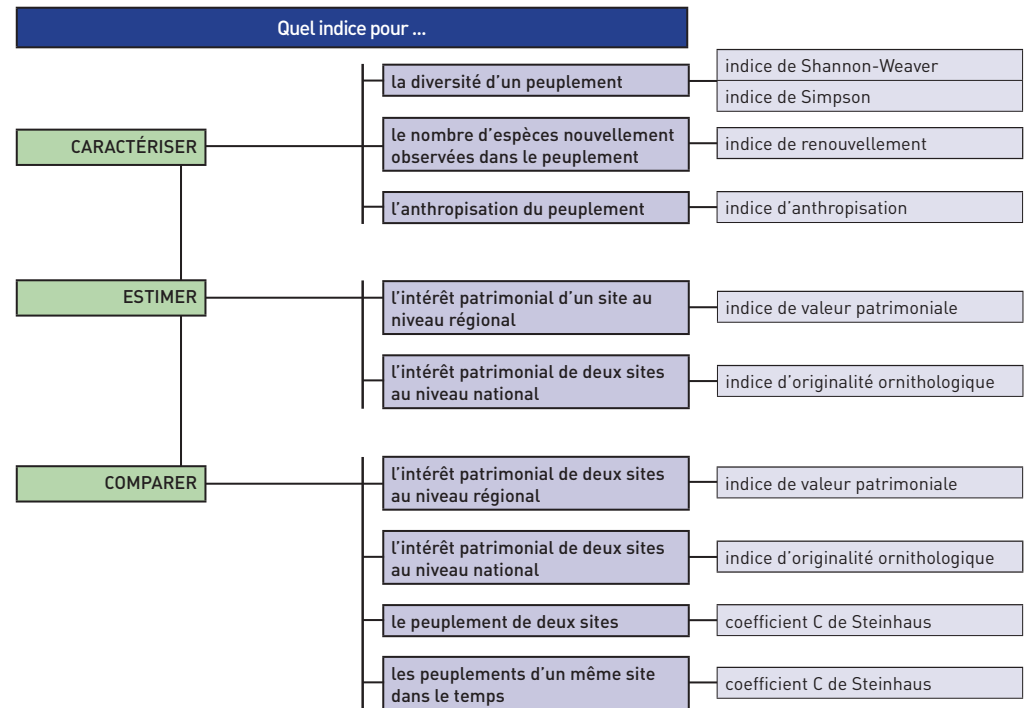 Quel indice pour ...
CARACTÉRISER
la diversité d'un peuplement
indice de Shannon-Weaver
indice de Simpson
le nombre d'espèces nouvellement
observées dans le peuplement
indice de renouvellement
l'anthropisation du peuplement
indice d'anthropisation
ESTIMER
l'intérêt patrimonial d'un site au
niveau régional
indice de valeur patrimoniale
l'intérêt patrimonial de deux sites
au niveau national
indice d'originalité ornithologique
COMPARER
l'intérêt patrimonial de deux sites
au niveau régional
indice de valeur patrimoniale
l'intérêt patrimonial de deux sites
au niveau national
indice d'originalité ornithologique
le peuplement de deux sites
coefficient C de Steinhaus
les peuplements d'un même site
dans le temps
coefficient C de Steinhaus